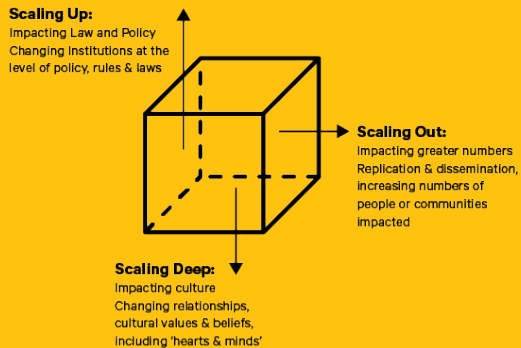 Scaling Up:
Impacting Law and Policy
Changing Institutions at the
level of policy, rules & laws
Scaling Out:
Impacting greater numbers
Replication & dissemination,
increasing numbers of
people or communities
impacted
Scaling Deep:
Impacting culture
Changing relationships,
cultural values & beliefs,
including ‘hearts & minds’